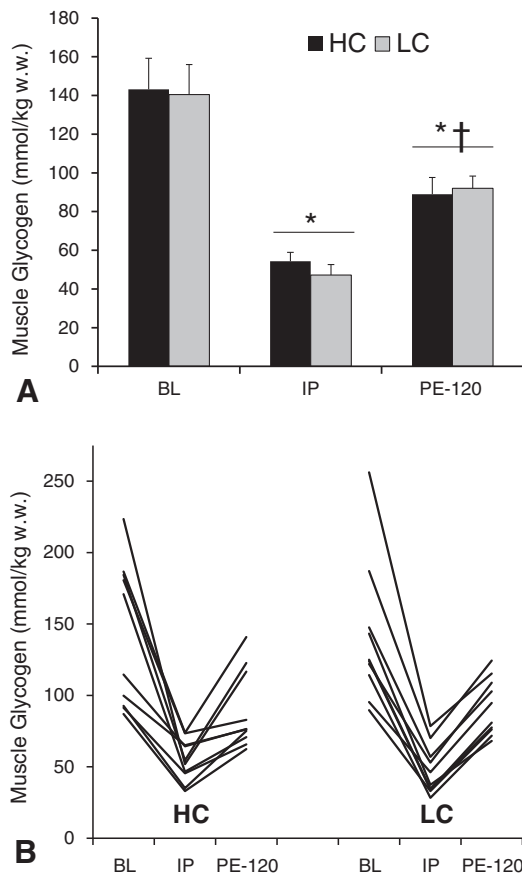 180
160
140
120
100
80
60
40
20
0
Muscle Glycogen (mmol/kg w.w.)
HC LC
*
* †
BL IP PE-120
A
250
200
150
100
50
0
Muscle Glycogen (mmol/kg w.w.)
HC LC
BL IP PE-120 BL IP PE-120
B